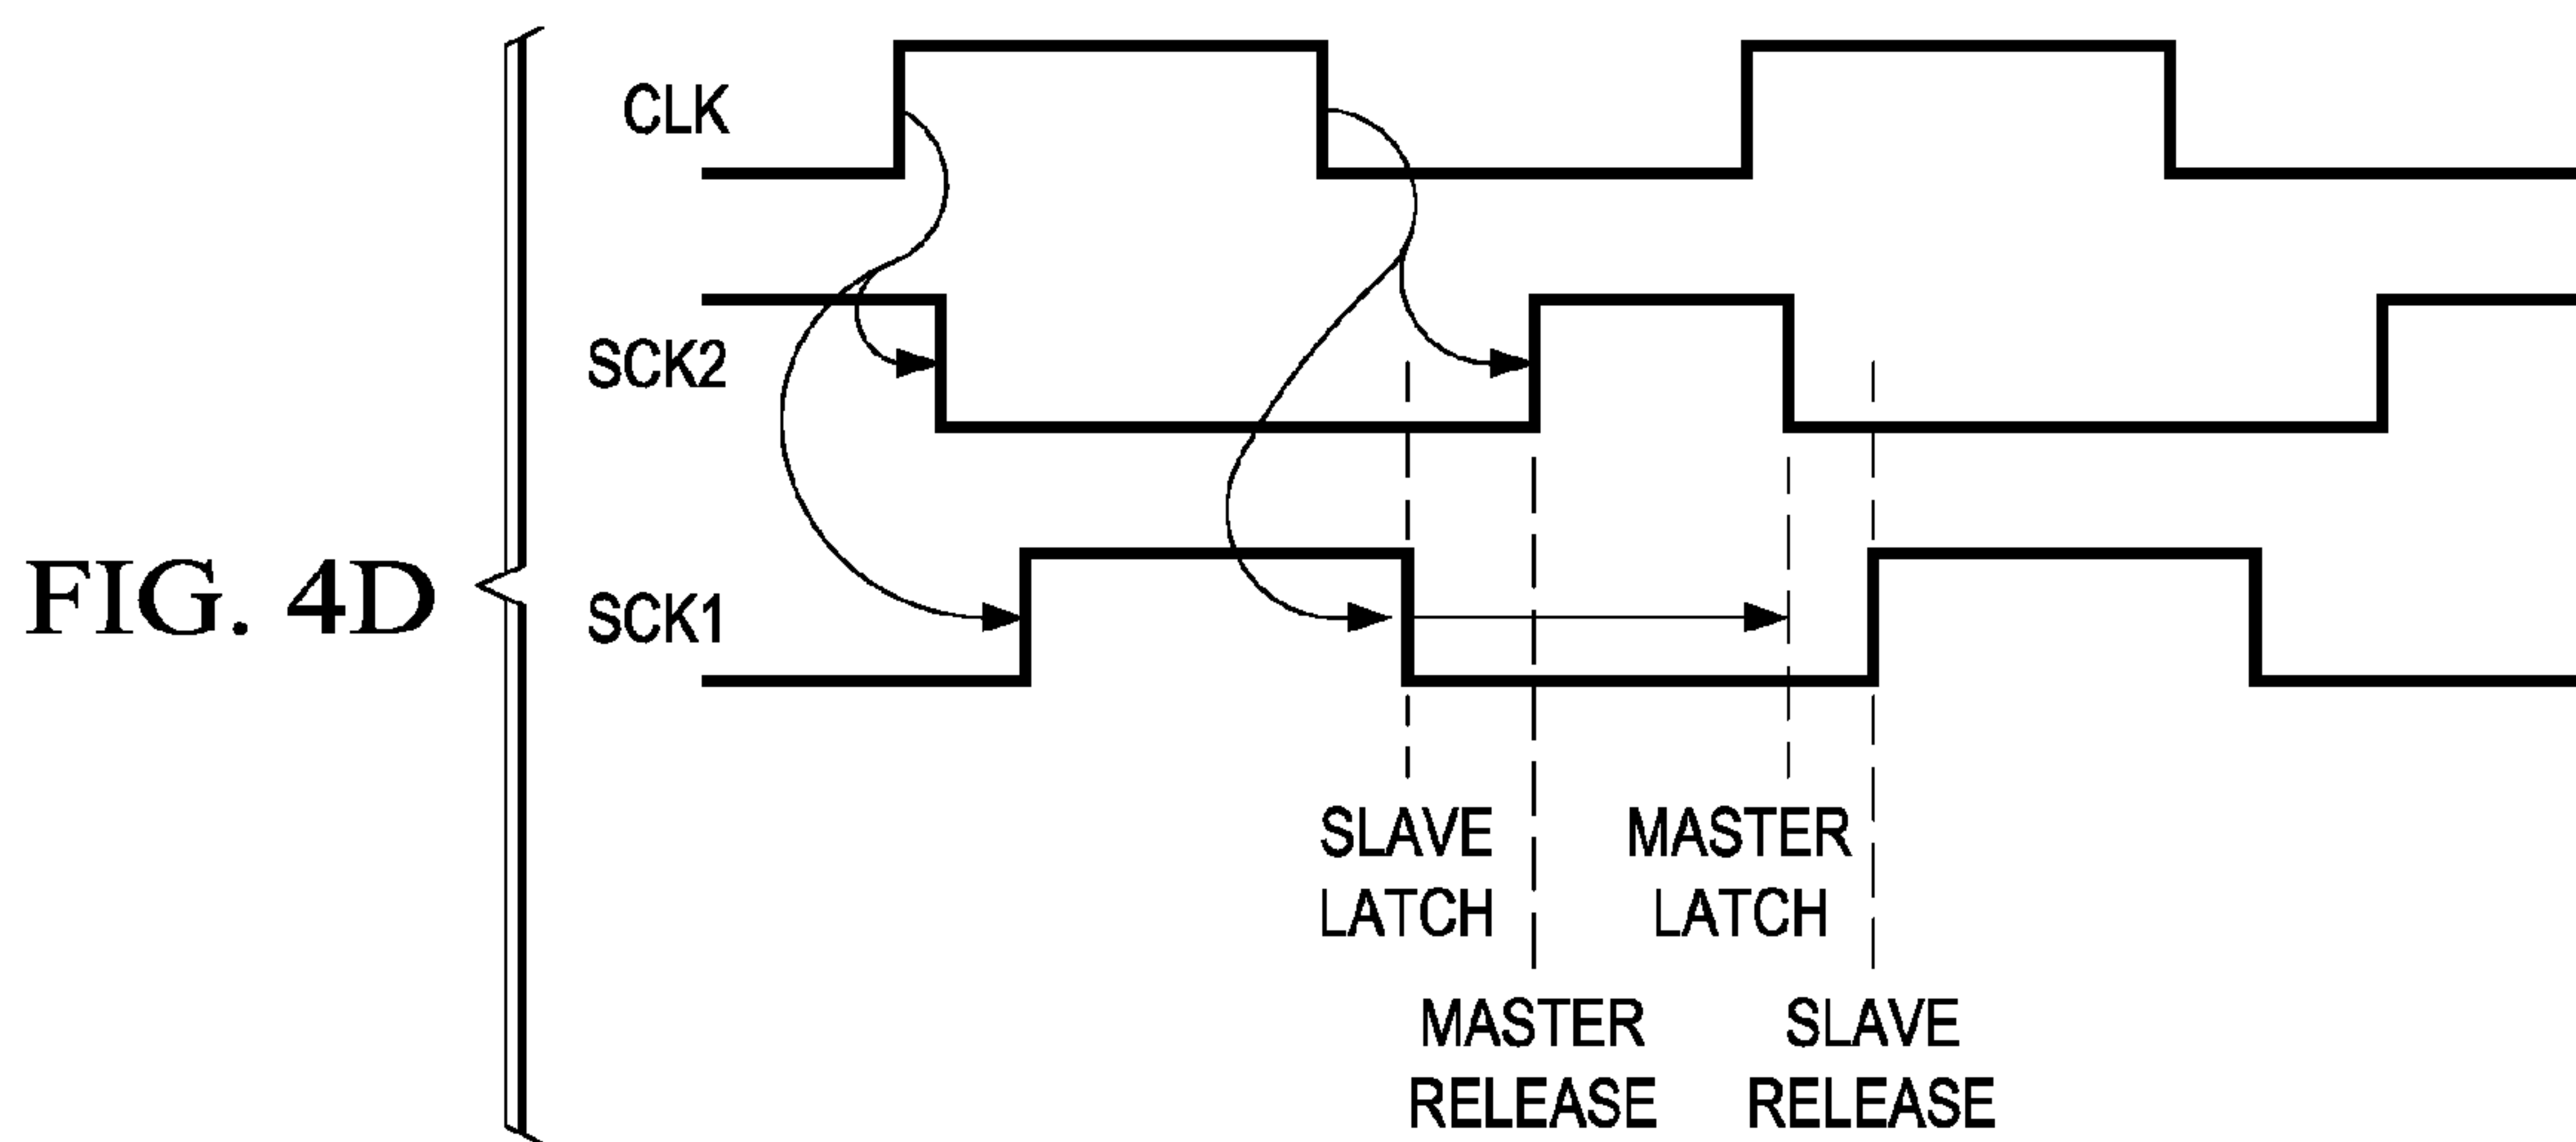 CLK
SCK2
FIG. 4D
SCK1
SLAVE
LATCH
MASTER
LATCH
MASTER
RELEASE
SLAVE
RELEASE